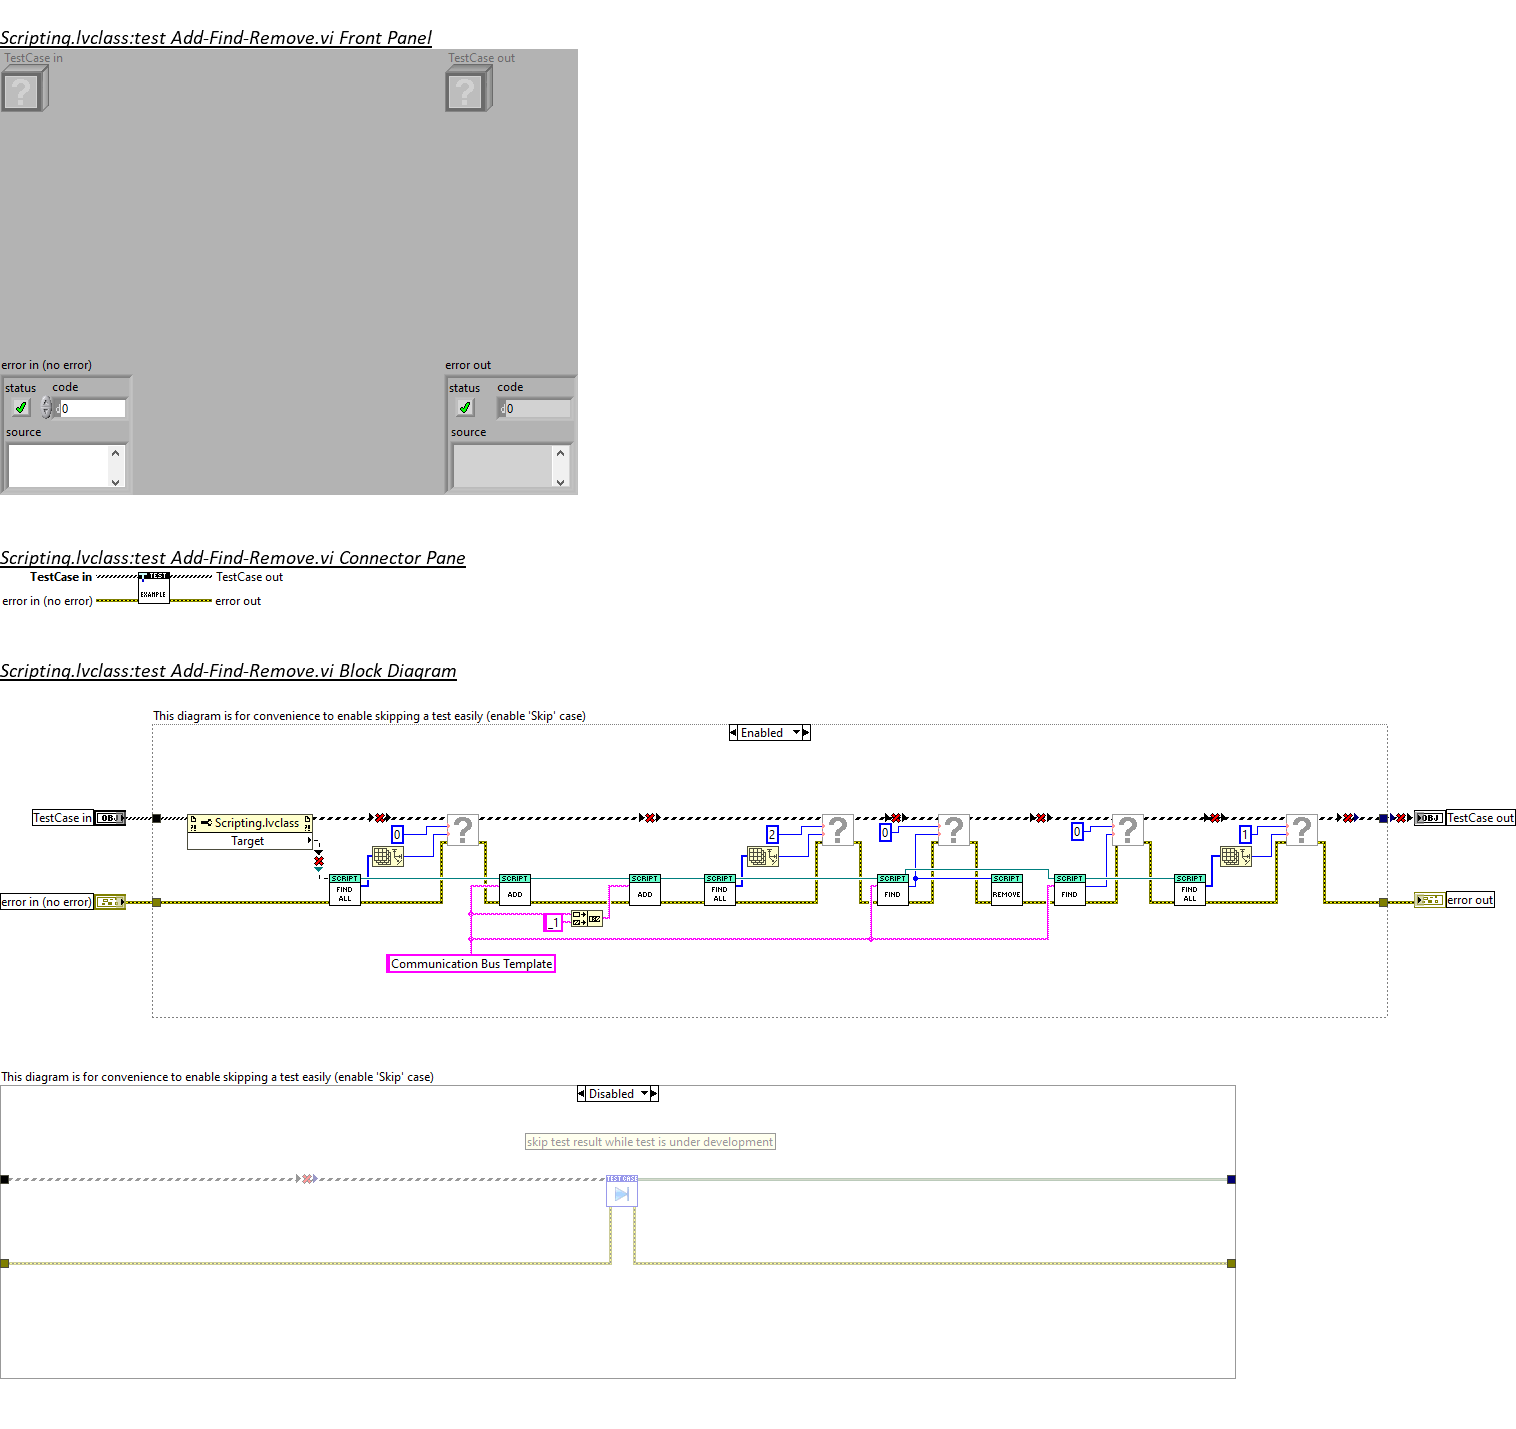 Scripting.lvclass:test Add-Find-Remove.vi Front Panel
TestCase in
TestCase out
?
?
error in (no error)
error out
status
code
status
code
d
0
d
0
source
source
Scripting.lvclass:test Add-Find-Remove.vi Connector Pane
TestCase in
TestCase out
TEST
EXAMPLE
error in (no error)
error out
Scripting.lvclass:test Add-Find-Remove.vi Block Diagram
This diagram is for convenience to enable skipping a test easily (enable 'Skip' case)
Enabled
TestCase in
OBJ
Scripting.lvclass
Target
0
?
2
?
0
?
0
?
1
?
OBJ
TestCase out
SCRIPT
FIND
ALL
SCRIPT
ADD
SCRIPT
ADD
SCRIPT
FIND
ALL
SCRIPT
FIND
SCRIPT
REMOVE
SCRIPT
FIND
SCRIPT
FIND
ALL
error in (no error)
error out
_1
Communication Bus Template
This diagram is for convenience to enable skipping a test easily (enable 'Skip' case)
Disabled
skip test result while test is under development
TEST CASE